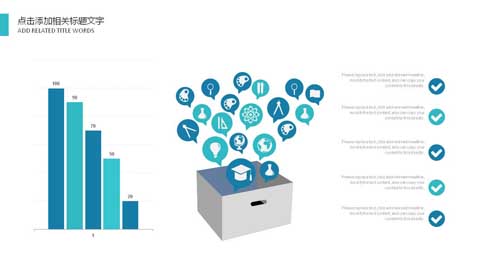 点击添加相关标题文字
ADD RELATED TITLE WORDS
100
90
70
50
20
1
Please replace text, click add relevant headline,
modify the text content, also can copy your
content to this directly.
Please replace text, click add relevant headline,
modify the text content, also can copy your
content to this directly.
Please replace text, click add relevant headline,
modify the text content, also can copy your
content to this directly.
Please replace text, click add relevant headline,
modify the text content, also can copy your
content to this directly.
Please replace text, click add relevant headline,
modify the text content, also can copy your
content to this directly.